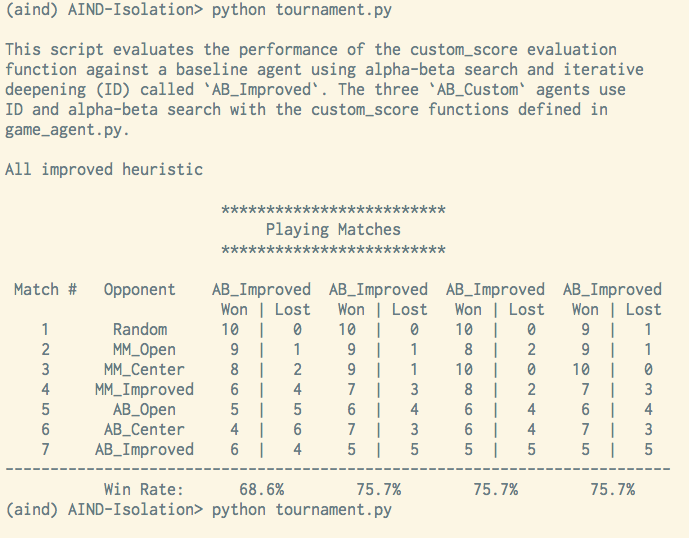 (aind) AIND-Isolation> python tournament.py
This script evaluates the performance of the custom_score evaluation
function against a baseline agent using alpha-beta search and iterative
deepening (ID) called `AB_Improved`. The three `AB_Custom` agents use
ID and alpha-beta search with the custom_score functions defined in
game_agent.py.
All improved heuristic
*************************
Playing Matches
*************************
Match # Opponent AB_Improved AB_Improved AB_Improved AB_Improved
Won | Lost Won | Lost Won | Lost Won | Lost
1 Random 10 | 0 10 | 0 10 | 0 9 | 1
2 MM_Open 9 | 1 9 | 1 8 | 2 9 | 1
3 MM_Center 8 | 2 9 | 1 10 | 0 10 | 0
4 MM_Improved 6 | 4 7 | 3 8 | 2 7 | 3
5 AB_Open 5 | 5 6 | 4 6 | 4 6 | 4
6 AB_Center 4 | 6 7 | 3 6 | 4 7 | 3
7 AB_Improved 6 | 4 5 | 5 5 | 5 5 | 5
--------------------------------------------------------------------------
Win Rate: 68.6% 75.7% 75.7% 75.7%
(aind) AIND-Isolation> python tournament.py